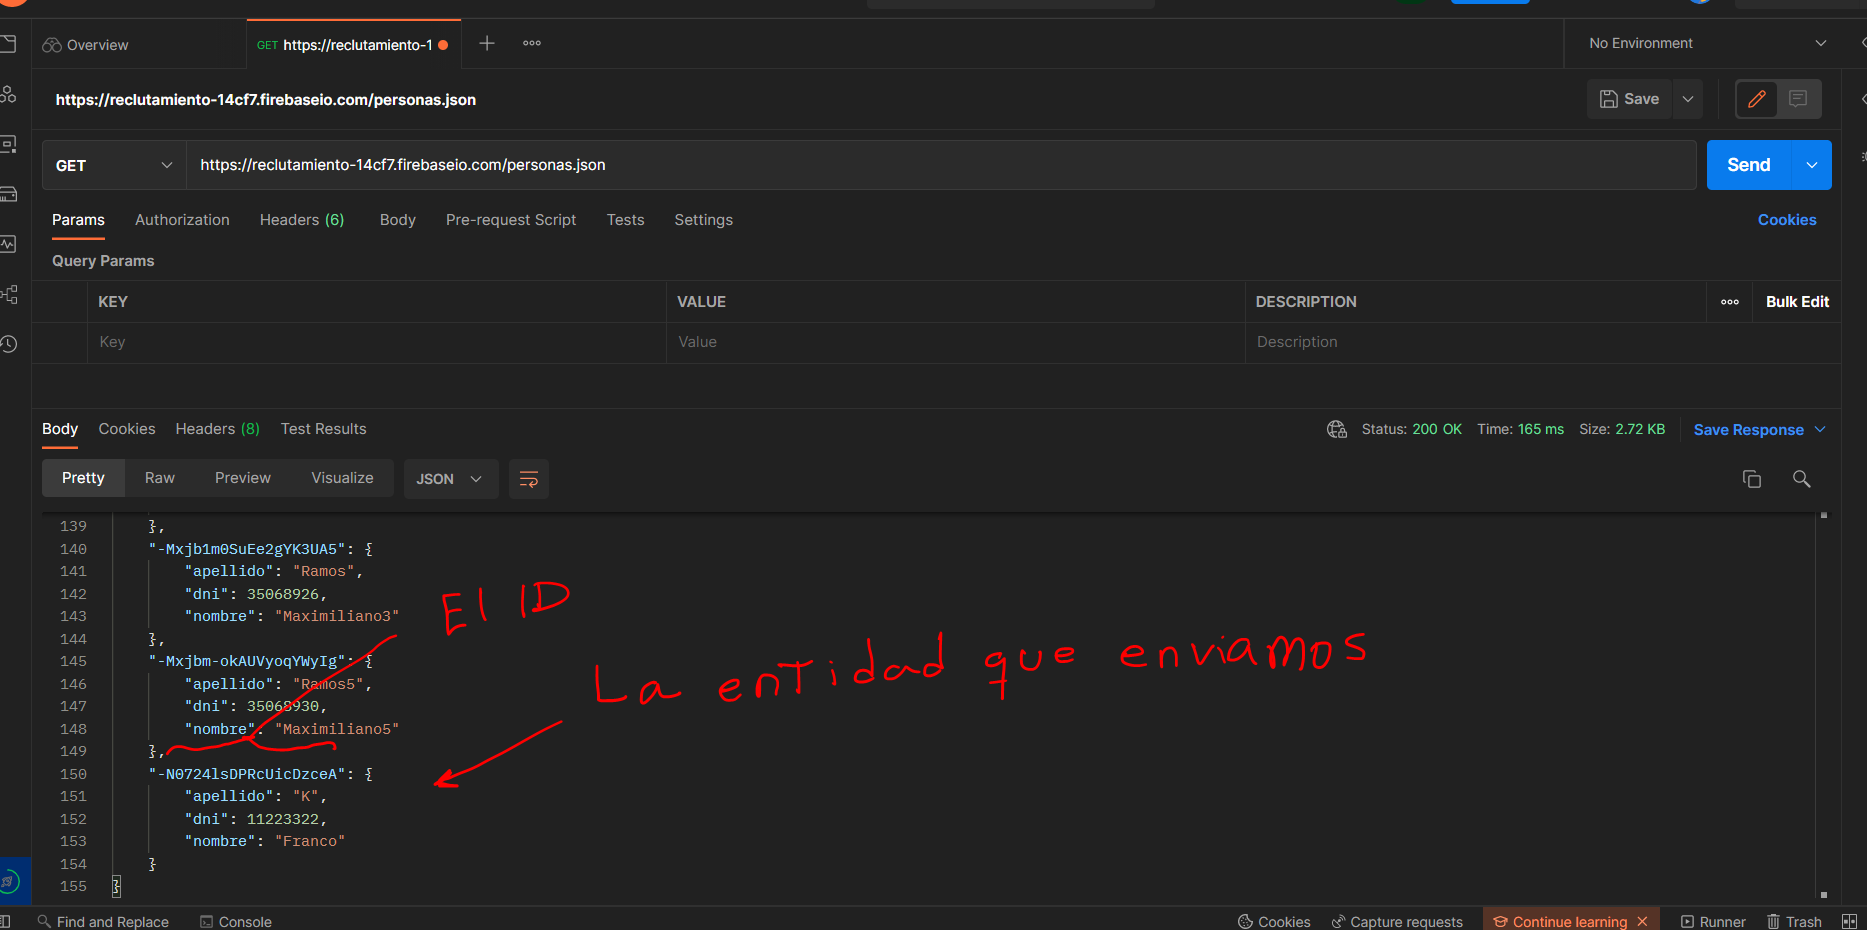 Overview
GET https://reclutamiento-1
No Environment
https://reclutamiento-14cf7.firebaseio.com/personas.json
Save
GET
https://reclutamiento-14cf7.firebaseio.com/personas.json
Send
Params Authorization Headers (6) Body Pre-request Script Tests Settings Cookies
Query Params
KEY VALUE DESCRIPTION Bulk Edit
Key Value Description
Body Cookies Headers (8) Test Results Status: 200 OK Time: 165 ms Size: 2.72 KB Save Response
Pretty Raw Preview Visualize JSON
139 },
140 "-Mxjb1m0SuEe2gYK3UA5": {
141 "apellido": "Ramos",
142 "dni": 35068926,
143 "nombre": "Maximiliano3"
144 },
145 "-Mxjbm-okAUVyoqYWyIg": {
146 "apellido": "Ramos5",
147 "dni": 35068930,
148 "nombre": "Maximiliano5"
149 },
150 "-N0724lsDPRcUicDzceA": {
151 "apellido": "K",
152 "dni": 11223322,
153 "nombre": "Franco"
154 }
155 }
El ID
La entidad que enviamos
Find and Replace Console Cookies Capture requests Continue learning Runner Trash